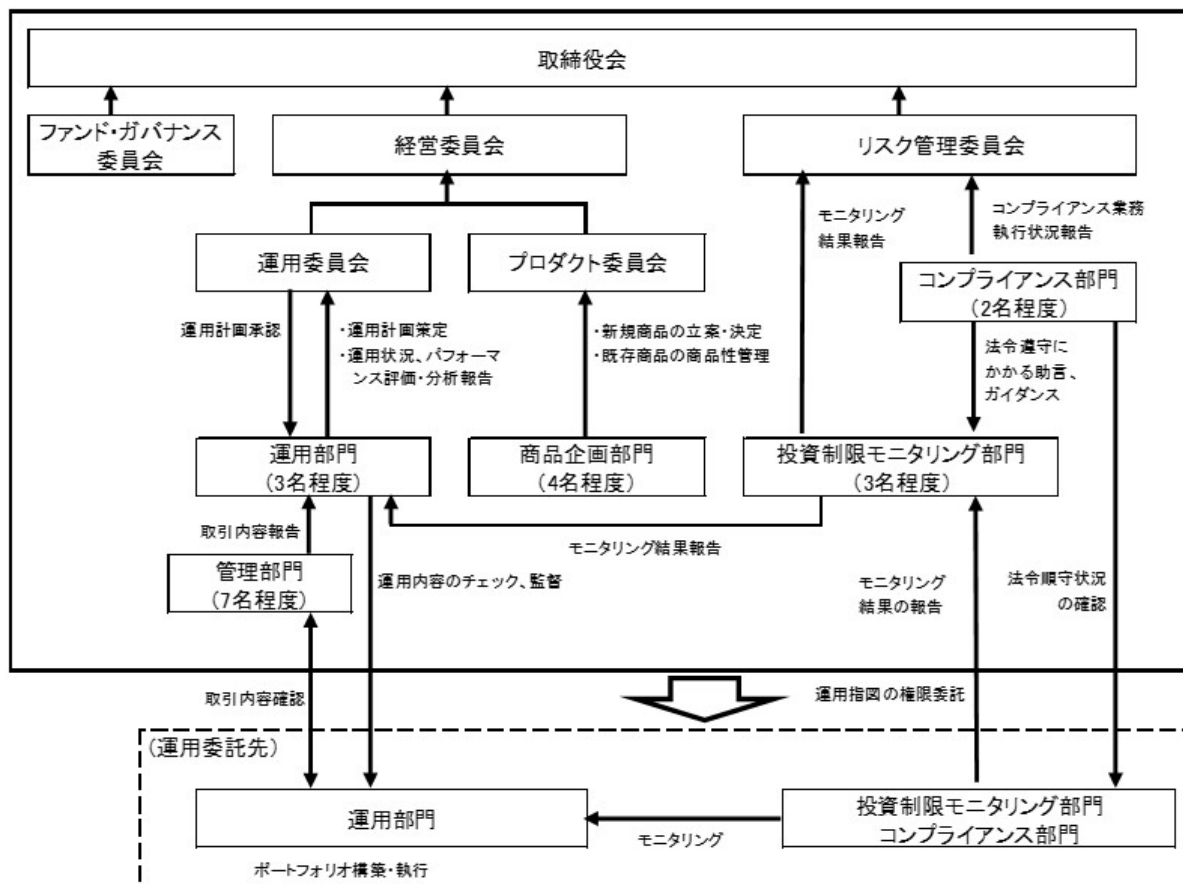 取締役会
ファンド・ガバナンス
委員会
経営委員会
リスク管理委員会
モニタリング
結果報告
コンプライアンス業務
執行状況報告
運用委員会
プロダクト委員会
コンプライアンス部門
(2名程度)
運用計画承認
・運用計画策定
・運用状況、パフォーマ
ンス評価・分析報告
・新規商品の立案・決定
・既存商品の商品性管理
法令遵守に
かかる助言、
ガイダンス
運用部門
(3名程度)
商品企画部門
(4名程度)
投資制限モニタリング部門
(3名程度)
取引内容報告
モニタリング結果報告
管理部門
(7名程度)
運用内容のチェック、監督
モニタリング
結果の報告
法令順守状況
の確認
取引内容確認
運用指図の権限委託
(運用委託先)
運用部門
モニタリング
投資制限モニタリング部門
コンプライアンス部門
ポートフォリオ構築・執行